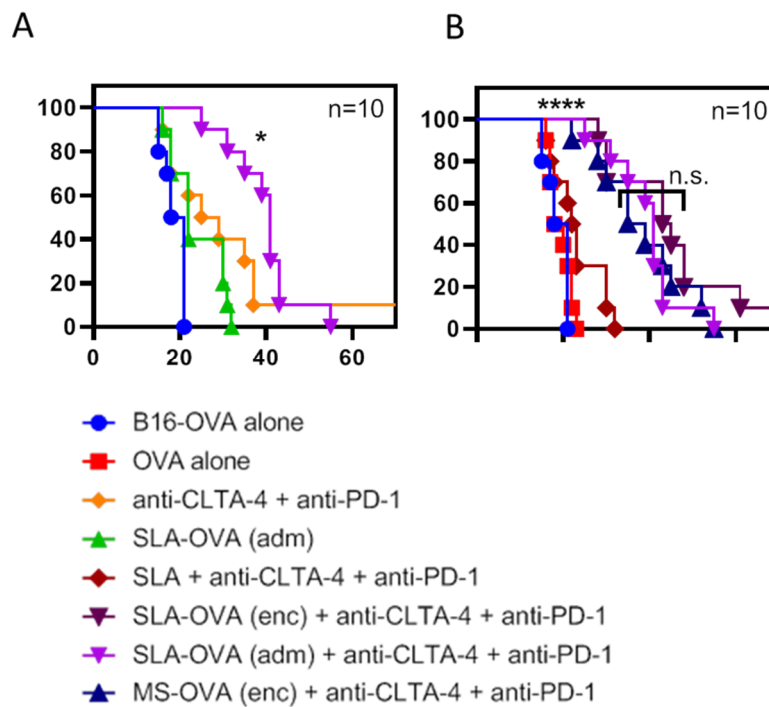 A
B
n=10
*
100
80
60
40
20
0
0 20 40 60
****
n=10
n.s.
100
80
60
40
20
0
B16-OVA alone
OVA alone
anti-CLTA-4 + anti-PD-1
SLA-OVA (adm)
SLA + anti-CLTA-4 + anti-PD-1
SLA-OVA (enc) + anti-CLTA-4 + anti-PD-1
SLA-OVA (adm) + anti-CLTA-4 + anti-PD-1
MS-OVA (enc) + anti-CLTA-4 + anti-PD-1